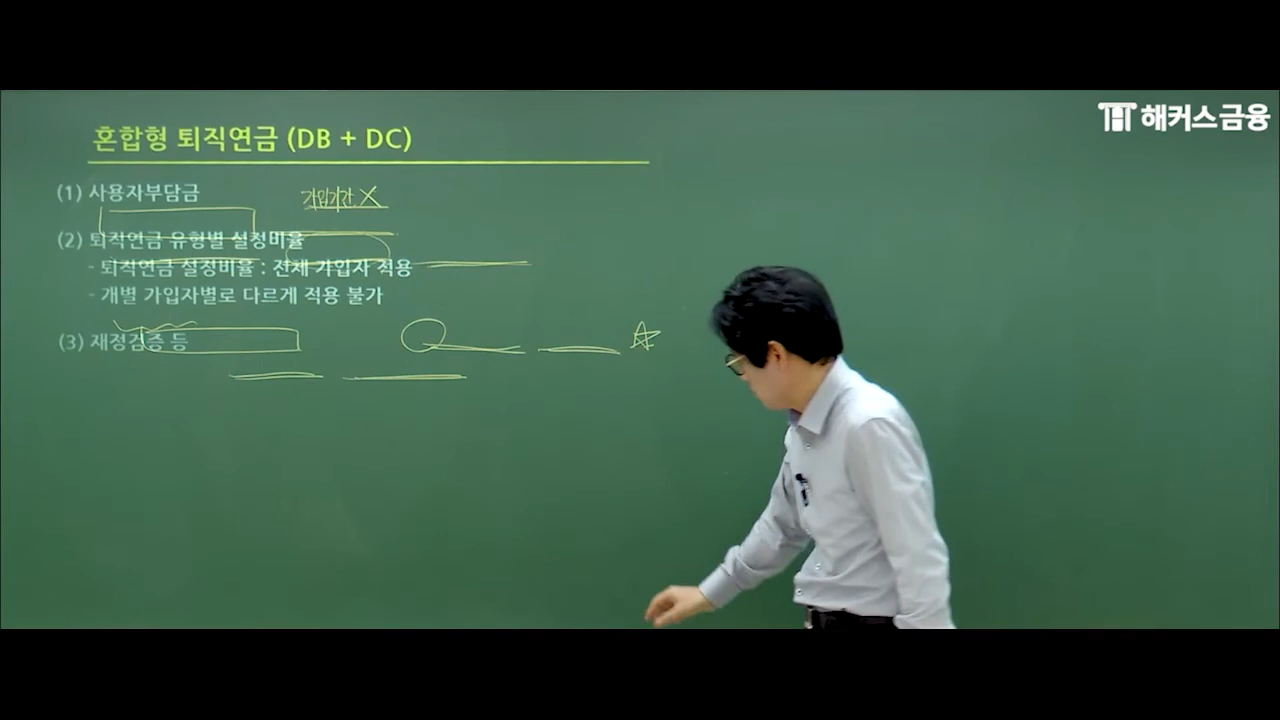 해커스금융
혼합형 퇴직연금 (DB + DC)
(1) 사용자부담금
가입기간 X
(2) 퇴직연금 유형별 설정비율
- 퇴직연금 설정비율 : 전체 가입자 적용
- 개별 가입자별로 다르게 적용 불가
(3) 재정검증 등